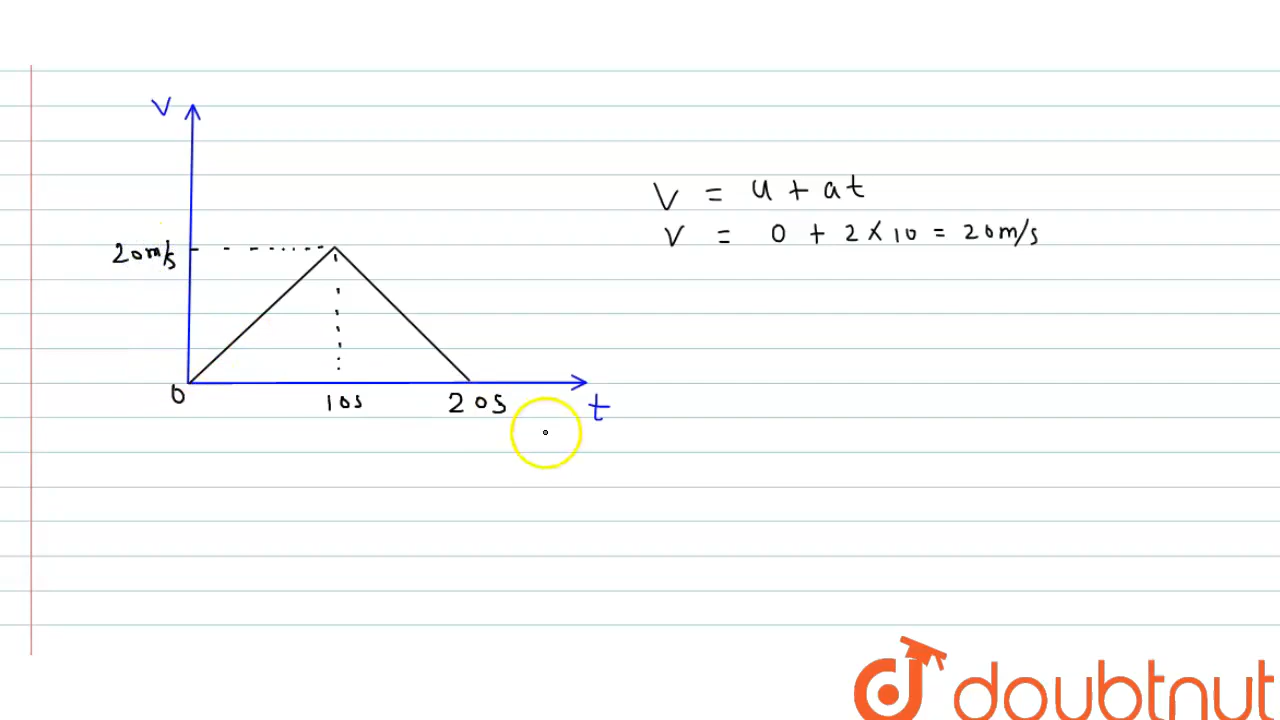 V
V = u + at
20m/s
V = 0 + 2 × 10 = 20m/s
0
10s
20s
t
doubtnut